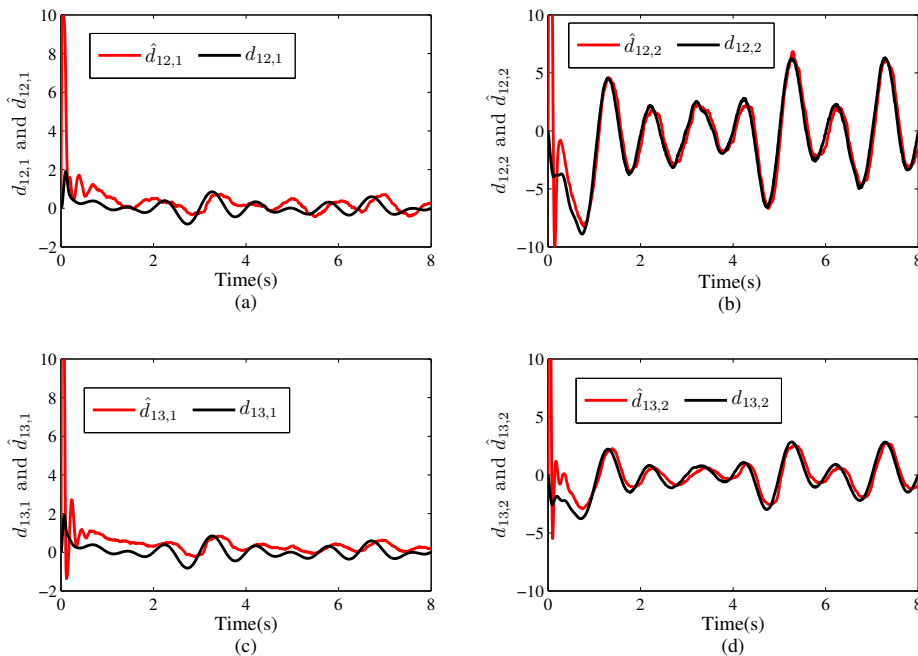 10
8
6
4
2
0
−2
0 2 4 6 8
d̂12,1 d12,1
d12,1 and d̂12,1
Time(s)
(a)
10
5
0
−5
−10
0 2 4 6 8
d̂12,2 d12,2
d12,2 and d̂12,2
Time(s)
(b)
10
8
6
4
2
0
−2
0 2 4 6 8
d̂13,1 d13,1
d13,1 and d̂13,1
Time(s)
(c)
10
5
0
−5
−10
0 2 4 6 8
d̂13,2 d13,2
d13,2 and d̂13,2
Time(s)
(d)